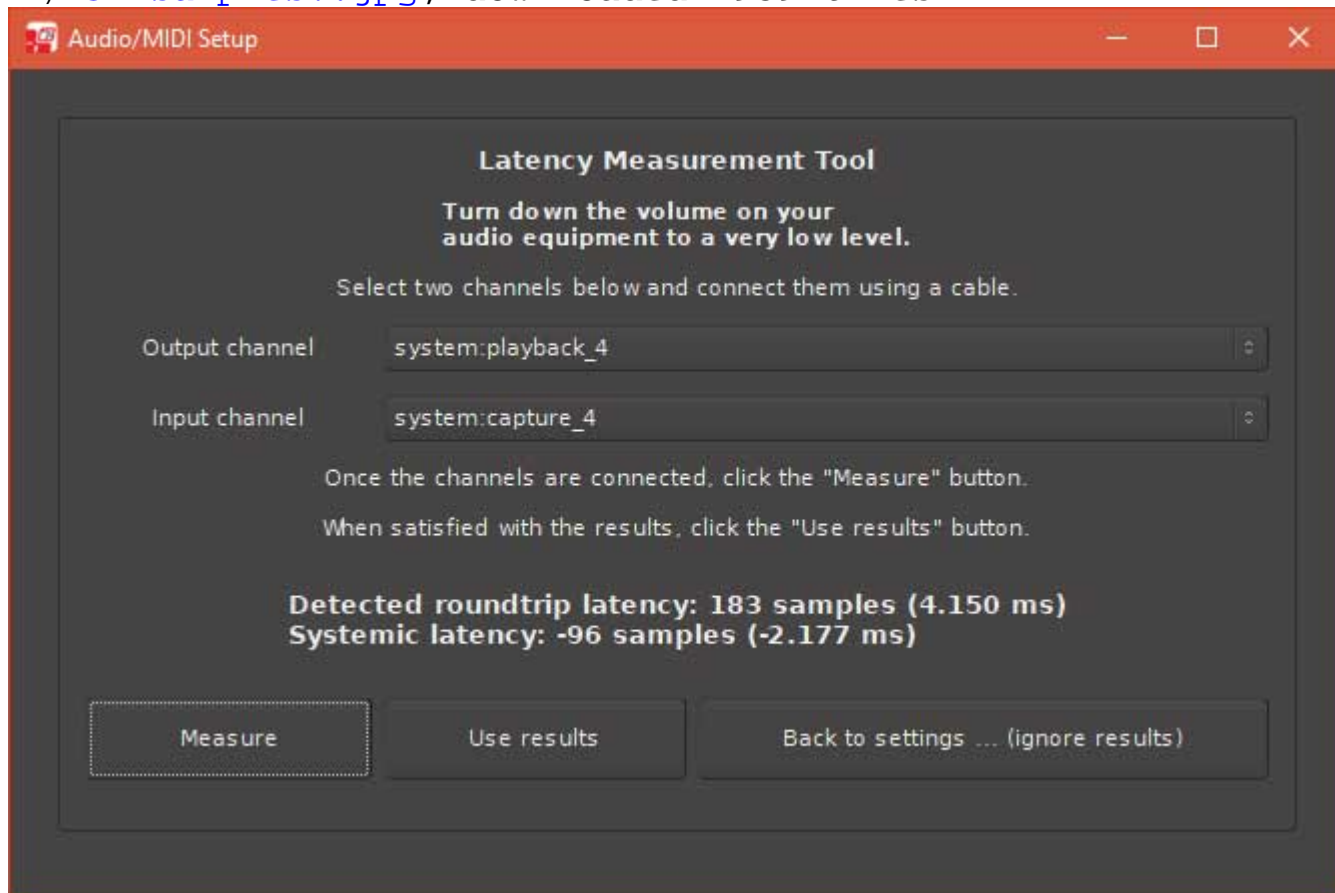 Audio/MIDI Setup
Latency Measurement Tool
Turn down the volume on your
audio equipment to a very low level.
Select two channels below and connect them using a cable.
Output channel system:playback_4
Input channel system:capture_4
Once the channels are connected, click the "Measure" button.
When satisfied with the results, click the "Use results" button.
Detected roundtrip latency: 183 samples (4.150 ms)
Systemic latency: -96 samples (-2.177 ms)
Measure Use results Back to settings ... (ignore results)